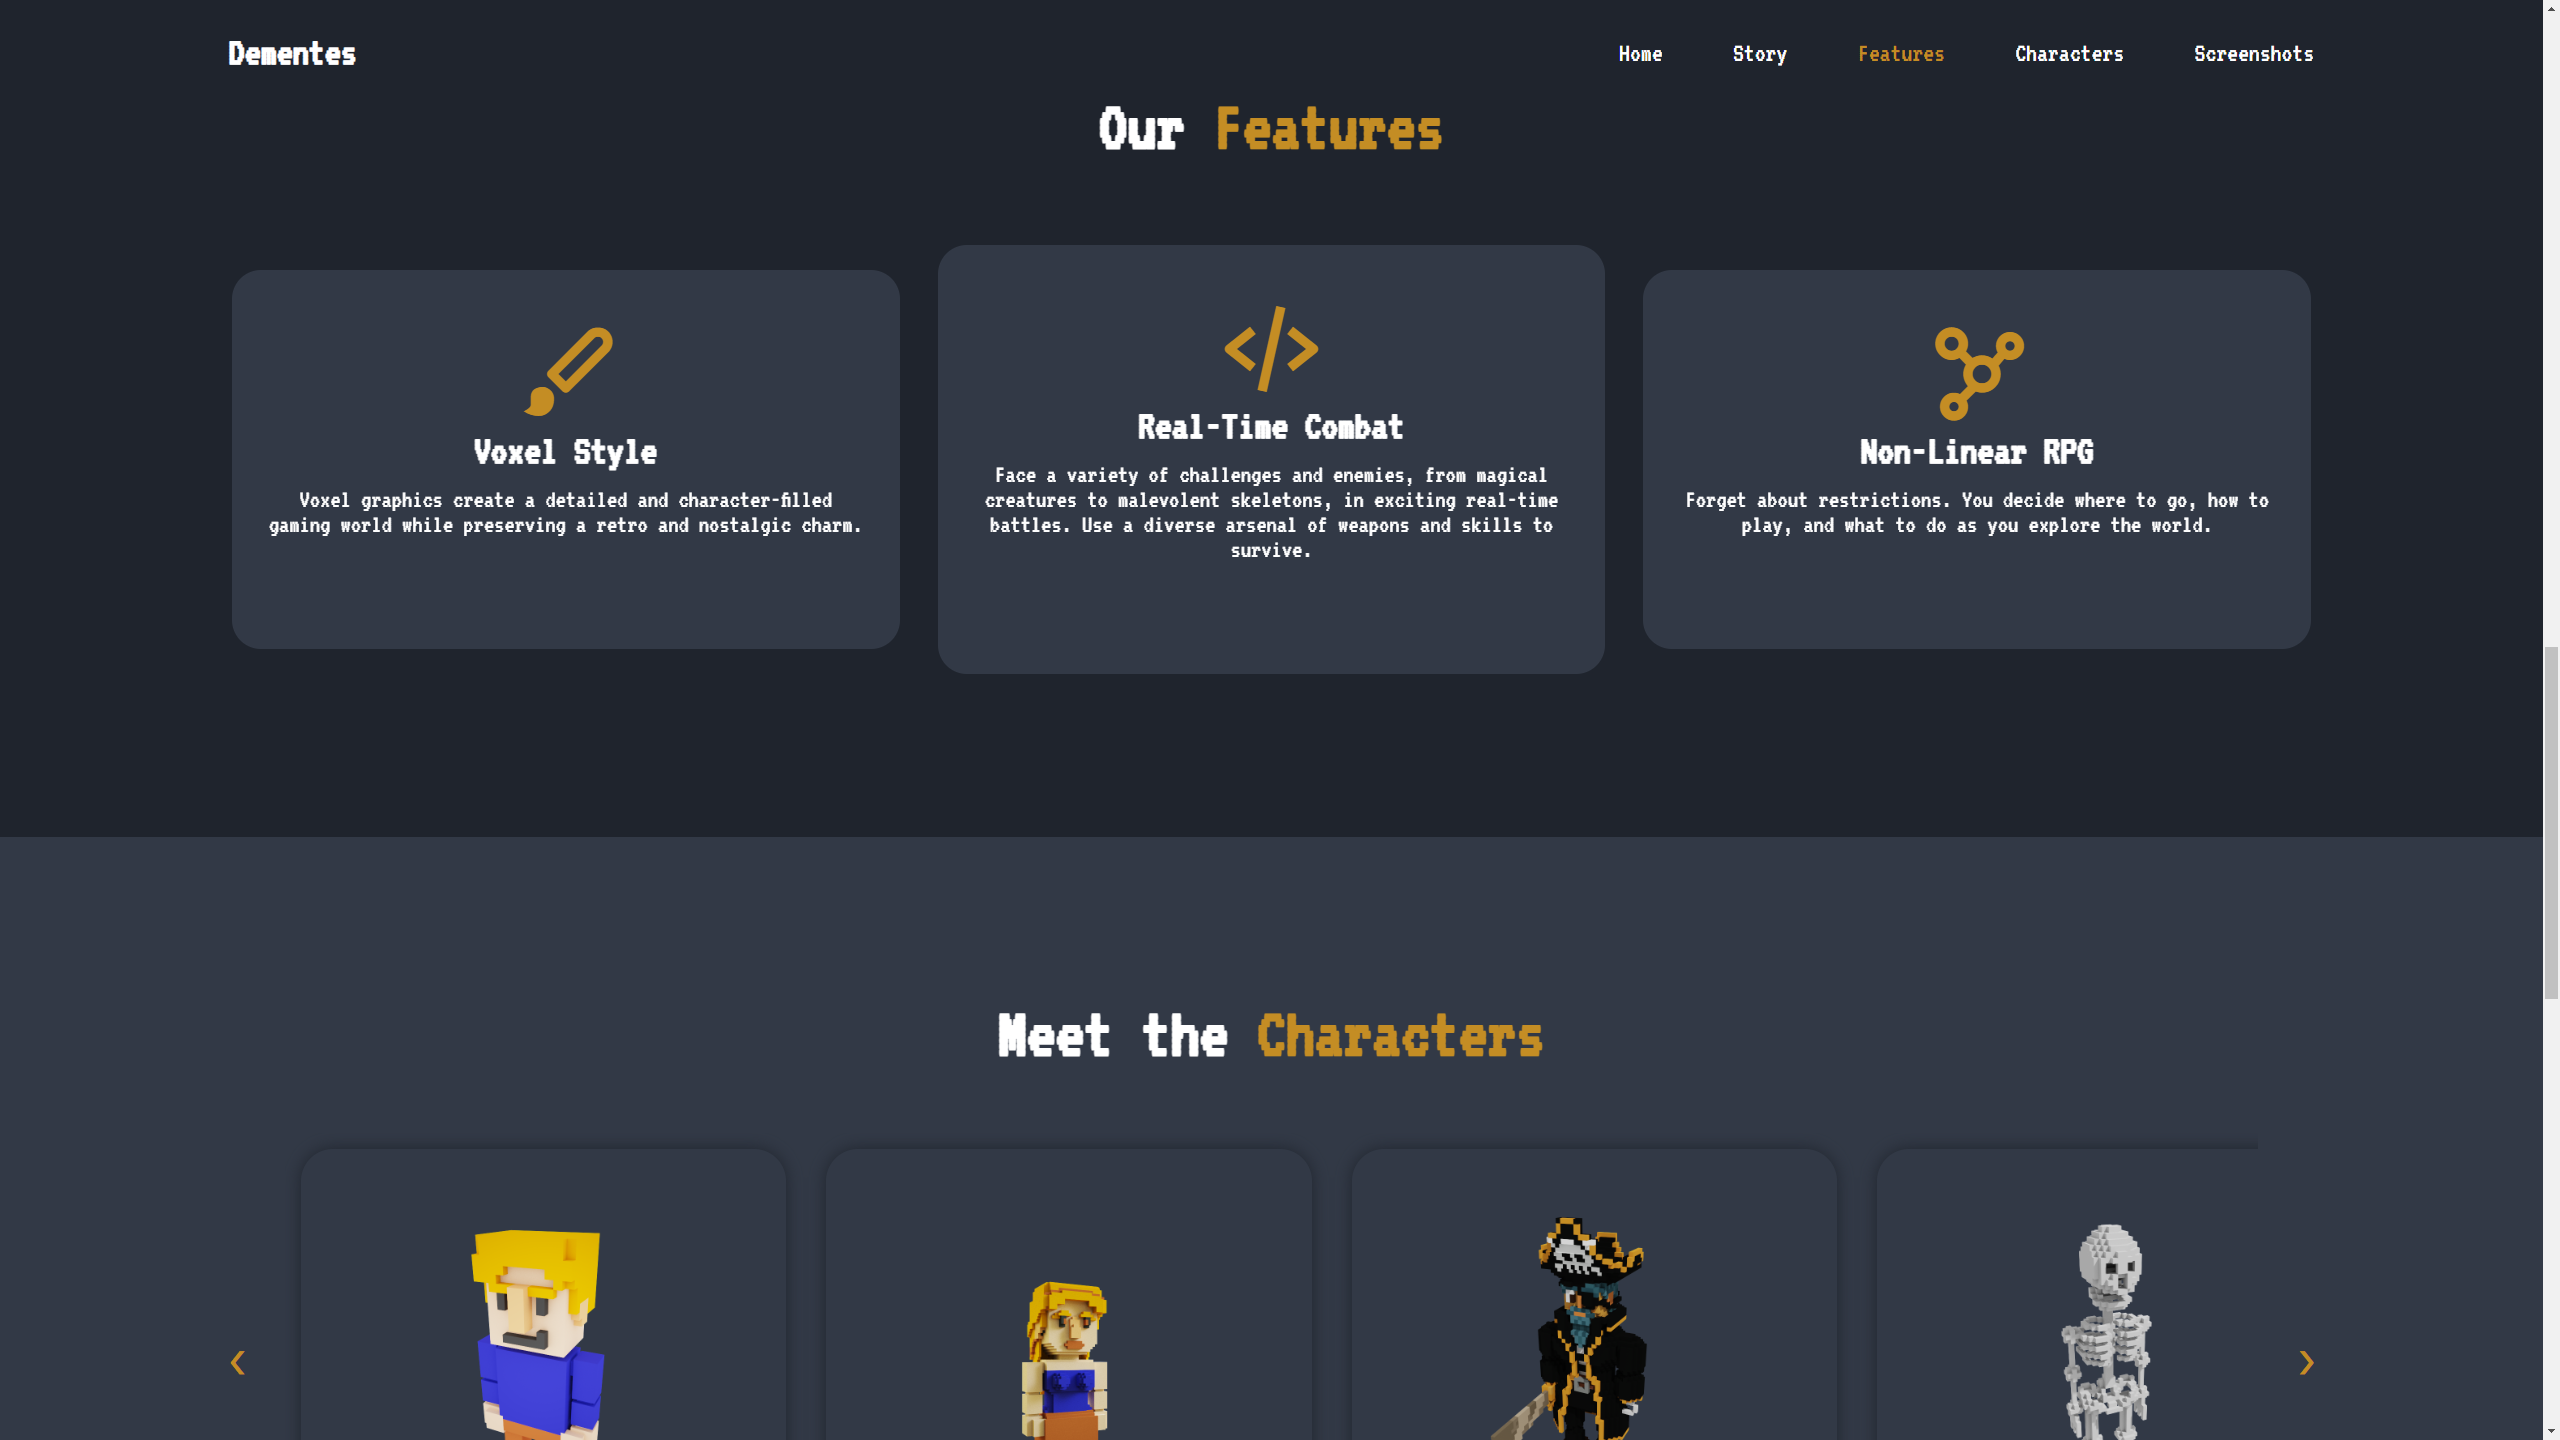 Dementes
Home Story Features Characters Screenshots
Our Features
Voxel Style
Voxel graphics create a detailed and character-filled
gaming world while preserving a retro and nostalgic charm.
Real-Time Combat
Face a variety of challenges and enemies, from magical
creatures to malevolent skeletons, in exciting real-time
battles. Use a diverse arsenal of weapons and skills to
survive.
Non-Linear RPG
Forget about restrictions. You decide where to go, how to
play, and what to do as you explore the world.
Meet the Characters